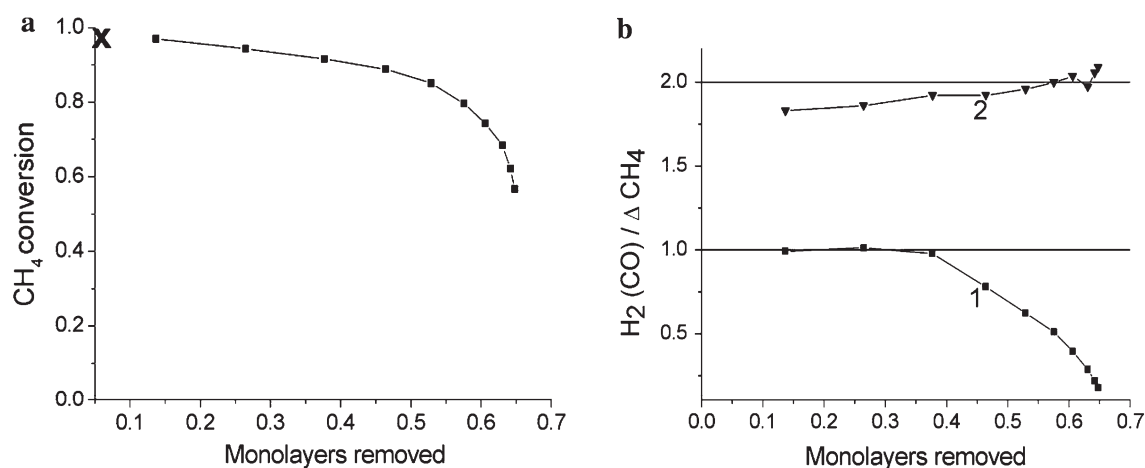 a
X
CH₄ conversion
1.0
0.8
0.6
0.4
0.2
0.0
0.1 0.2 0.3 0.4 0.5 0.6 0.7
Monolayers removed
b
H₂ (CO) / Δ CH₄
2.0
1.5
1.0
0.5
2
1
0.0 0.1 0.2 0.3 0.4 0.5 0.6 0.7
Monolayers removed